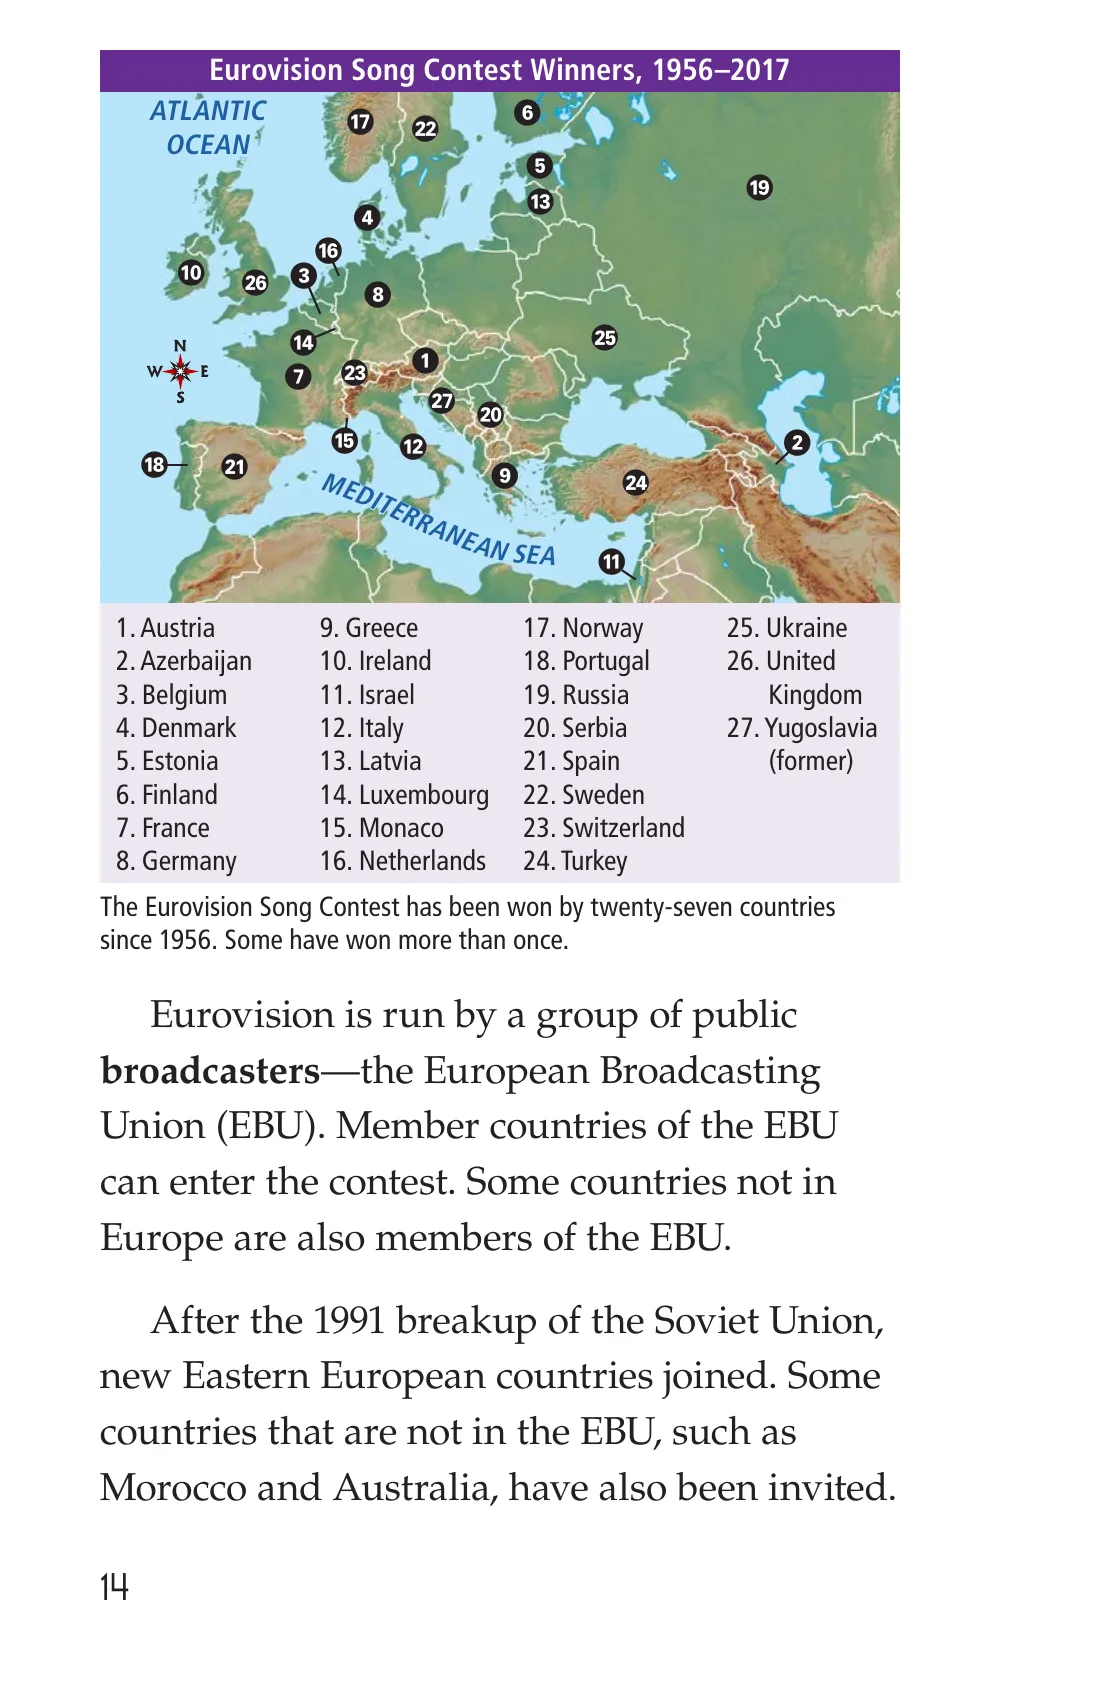 Eurovision Song Contest Winners, 1956–2017
ATLANTIC
OCEAN
17
22
6
5
13
19
4
16
3
10
26
8
14
25
N
W E
S
7
23
1
27
20
15
12
2
18
21
9
24
MEDITERRANEAN SEA
11
1. Austria
2. Azerbaijan
3. Belgium
4. Denmark
5. Estonia
6. Finland
7. France
8. Germany
9. Greece
10. Ireland
11. Israel
12. Italy
13. Latvia
14. Luxembourg
15. Monaco
16. Netherlands
17. Norway
18. Portugal
19. Russia
20. Serbia
21. Spain
22. Sweden
23. Switzerland
24. Turkey
25. Ukraine
26. United
Kingdom
27. Yugoslavia
(former)
The Eurovision Song Contest has been won by twenty-seven countries
since 1956. Some have won more than once.
Eurovision is run by a group of public
broadcasters—the European Broadcasting
Union (EBU). Member countries of the EBU
can enter the contest. Some countries not in
Europe are also members of the EBU.
After the 1991 breakup of the Soviet Union,
new Eastern European countries joined. Some
countries that are not in the EBU, such as
Morocco and Australia, have also been invited.
14